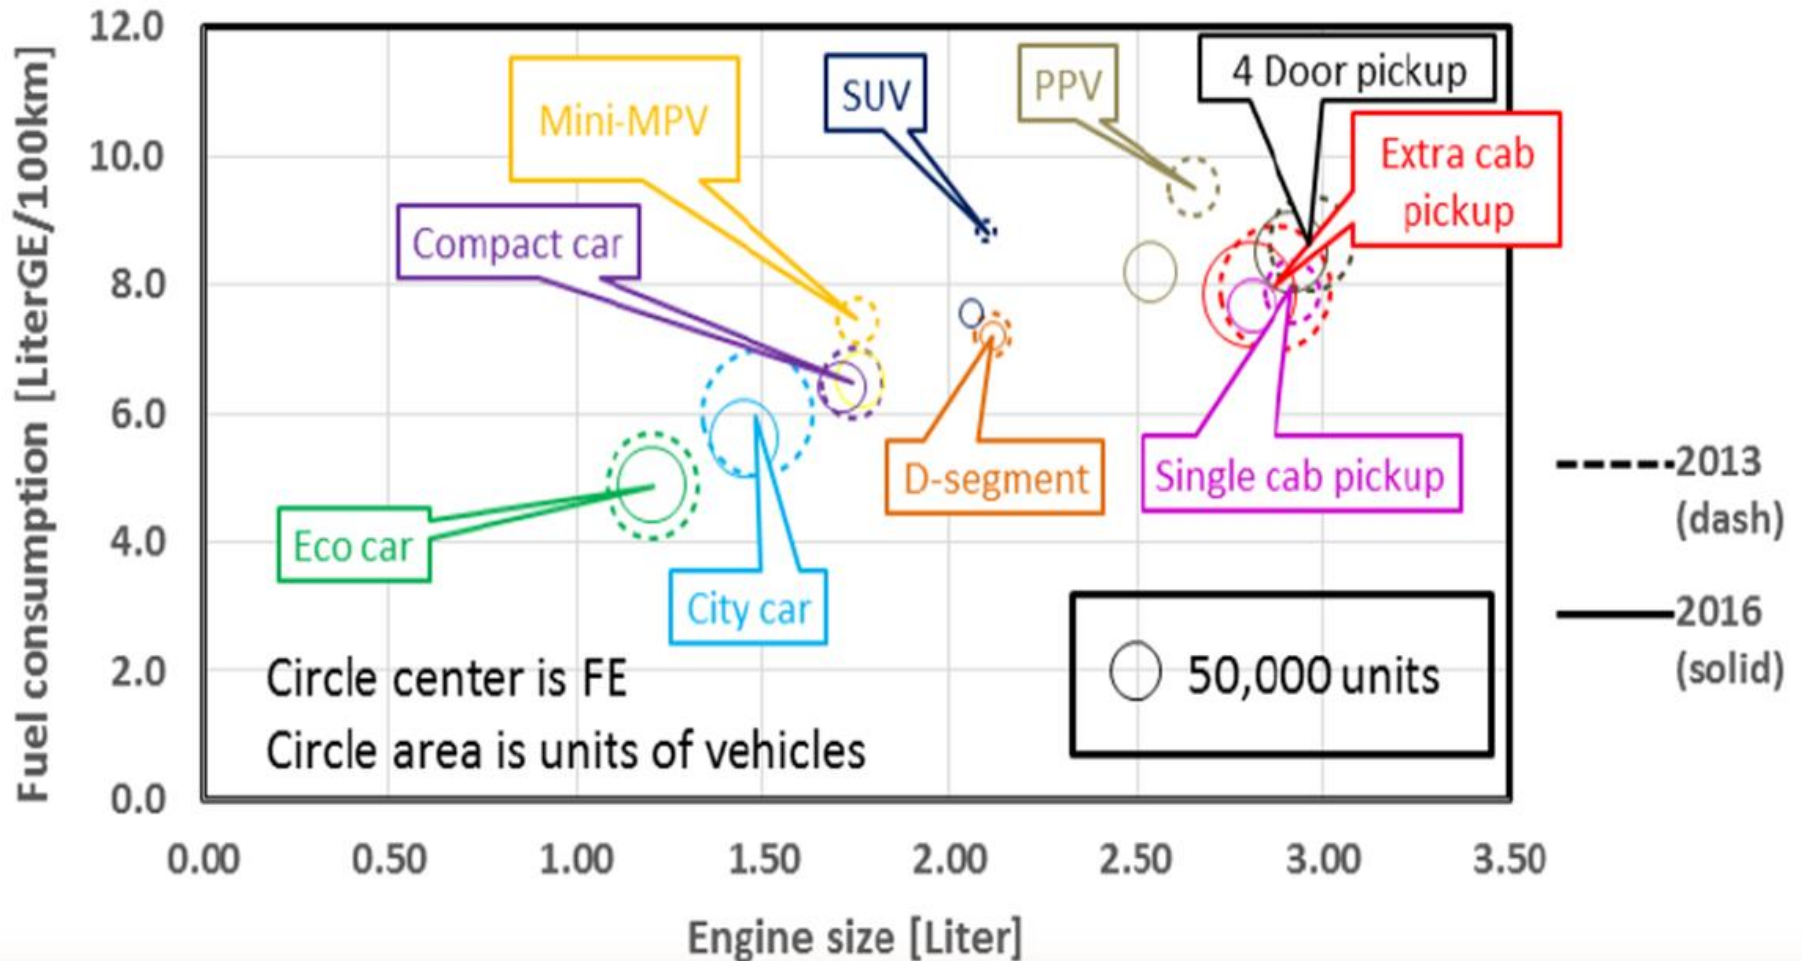 Fuel consumption [LiterGE/100km]
12.0
10.0
8.0
6.0
4.0
2.0
0.0
Mini-MPV
SUV
PPV
4 Door pickup
Extra cab
pickup
Compact car
D-segment
Single cab pickup
Eco car
City car
2013
(dash)
2016
(solid)
Circle center is FE
Circle area is units of vehicles
50,000 units
0.00 0.50 1.00 1.50 2.00 2.50 3.00 3.50
Engine size [Liter]